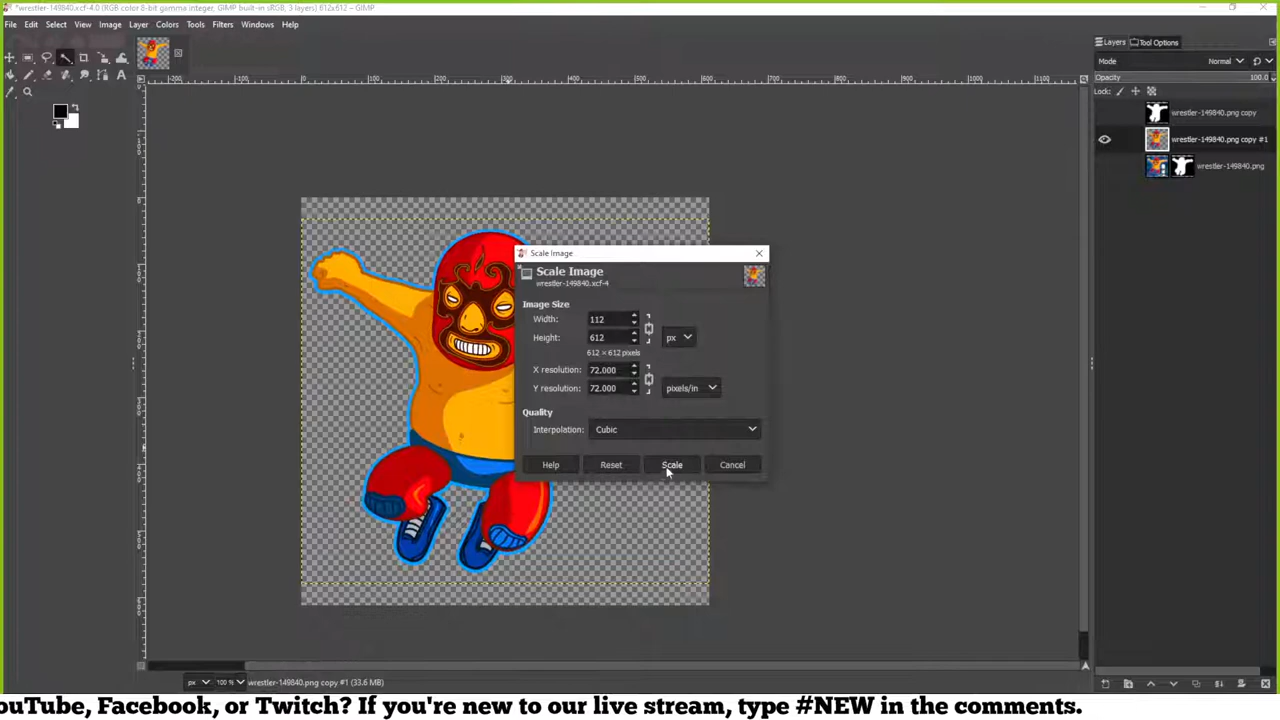 *wrestler-149840.xcf-4.0 (RGB color 8-bit gamma integer, GIMP built-in sRGB, 3 layers) 612x612 – GIMP
File Edit Select View Image Layer Colors Tools Filters Windows Help
Layers Tool Options
Mode Normal
Opacity 100.0
Lock:
wrestler-149840.png copy
wrestler-149840.png copy #1
wrestler-149840.png
Scale Image
Scale Image
wrestler-149840.xcf-4
Image Size
Width: 112
Height: 612 px
612 × 612 pixels
X resolution: 72.000
Y resolution: 72.000 pixels/in
Quality
Interpolation: Cubic
Help Reset Scale Cancel
px 100 % wrestler-149840.png copy #1 (33.6 MB)
ouTube, Facebook, or Twitch? If you're new to our live stream, type #NEW in the comments.